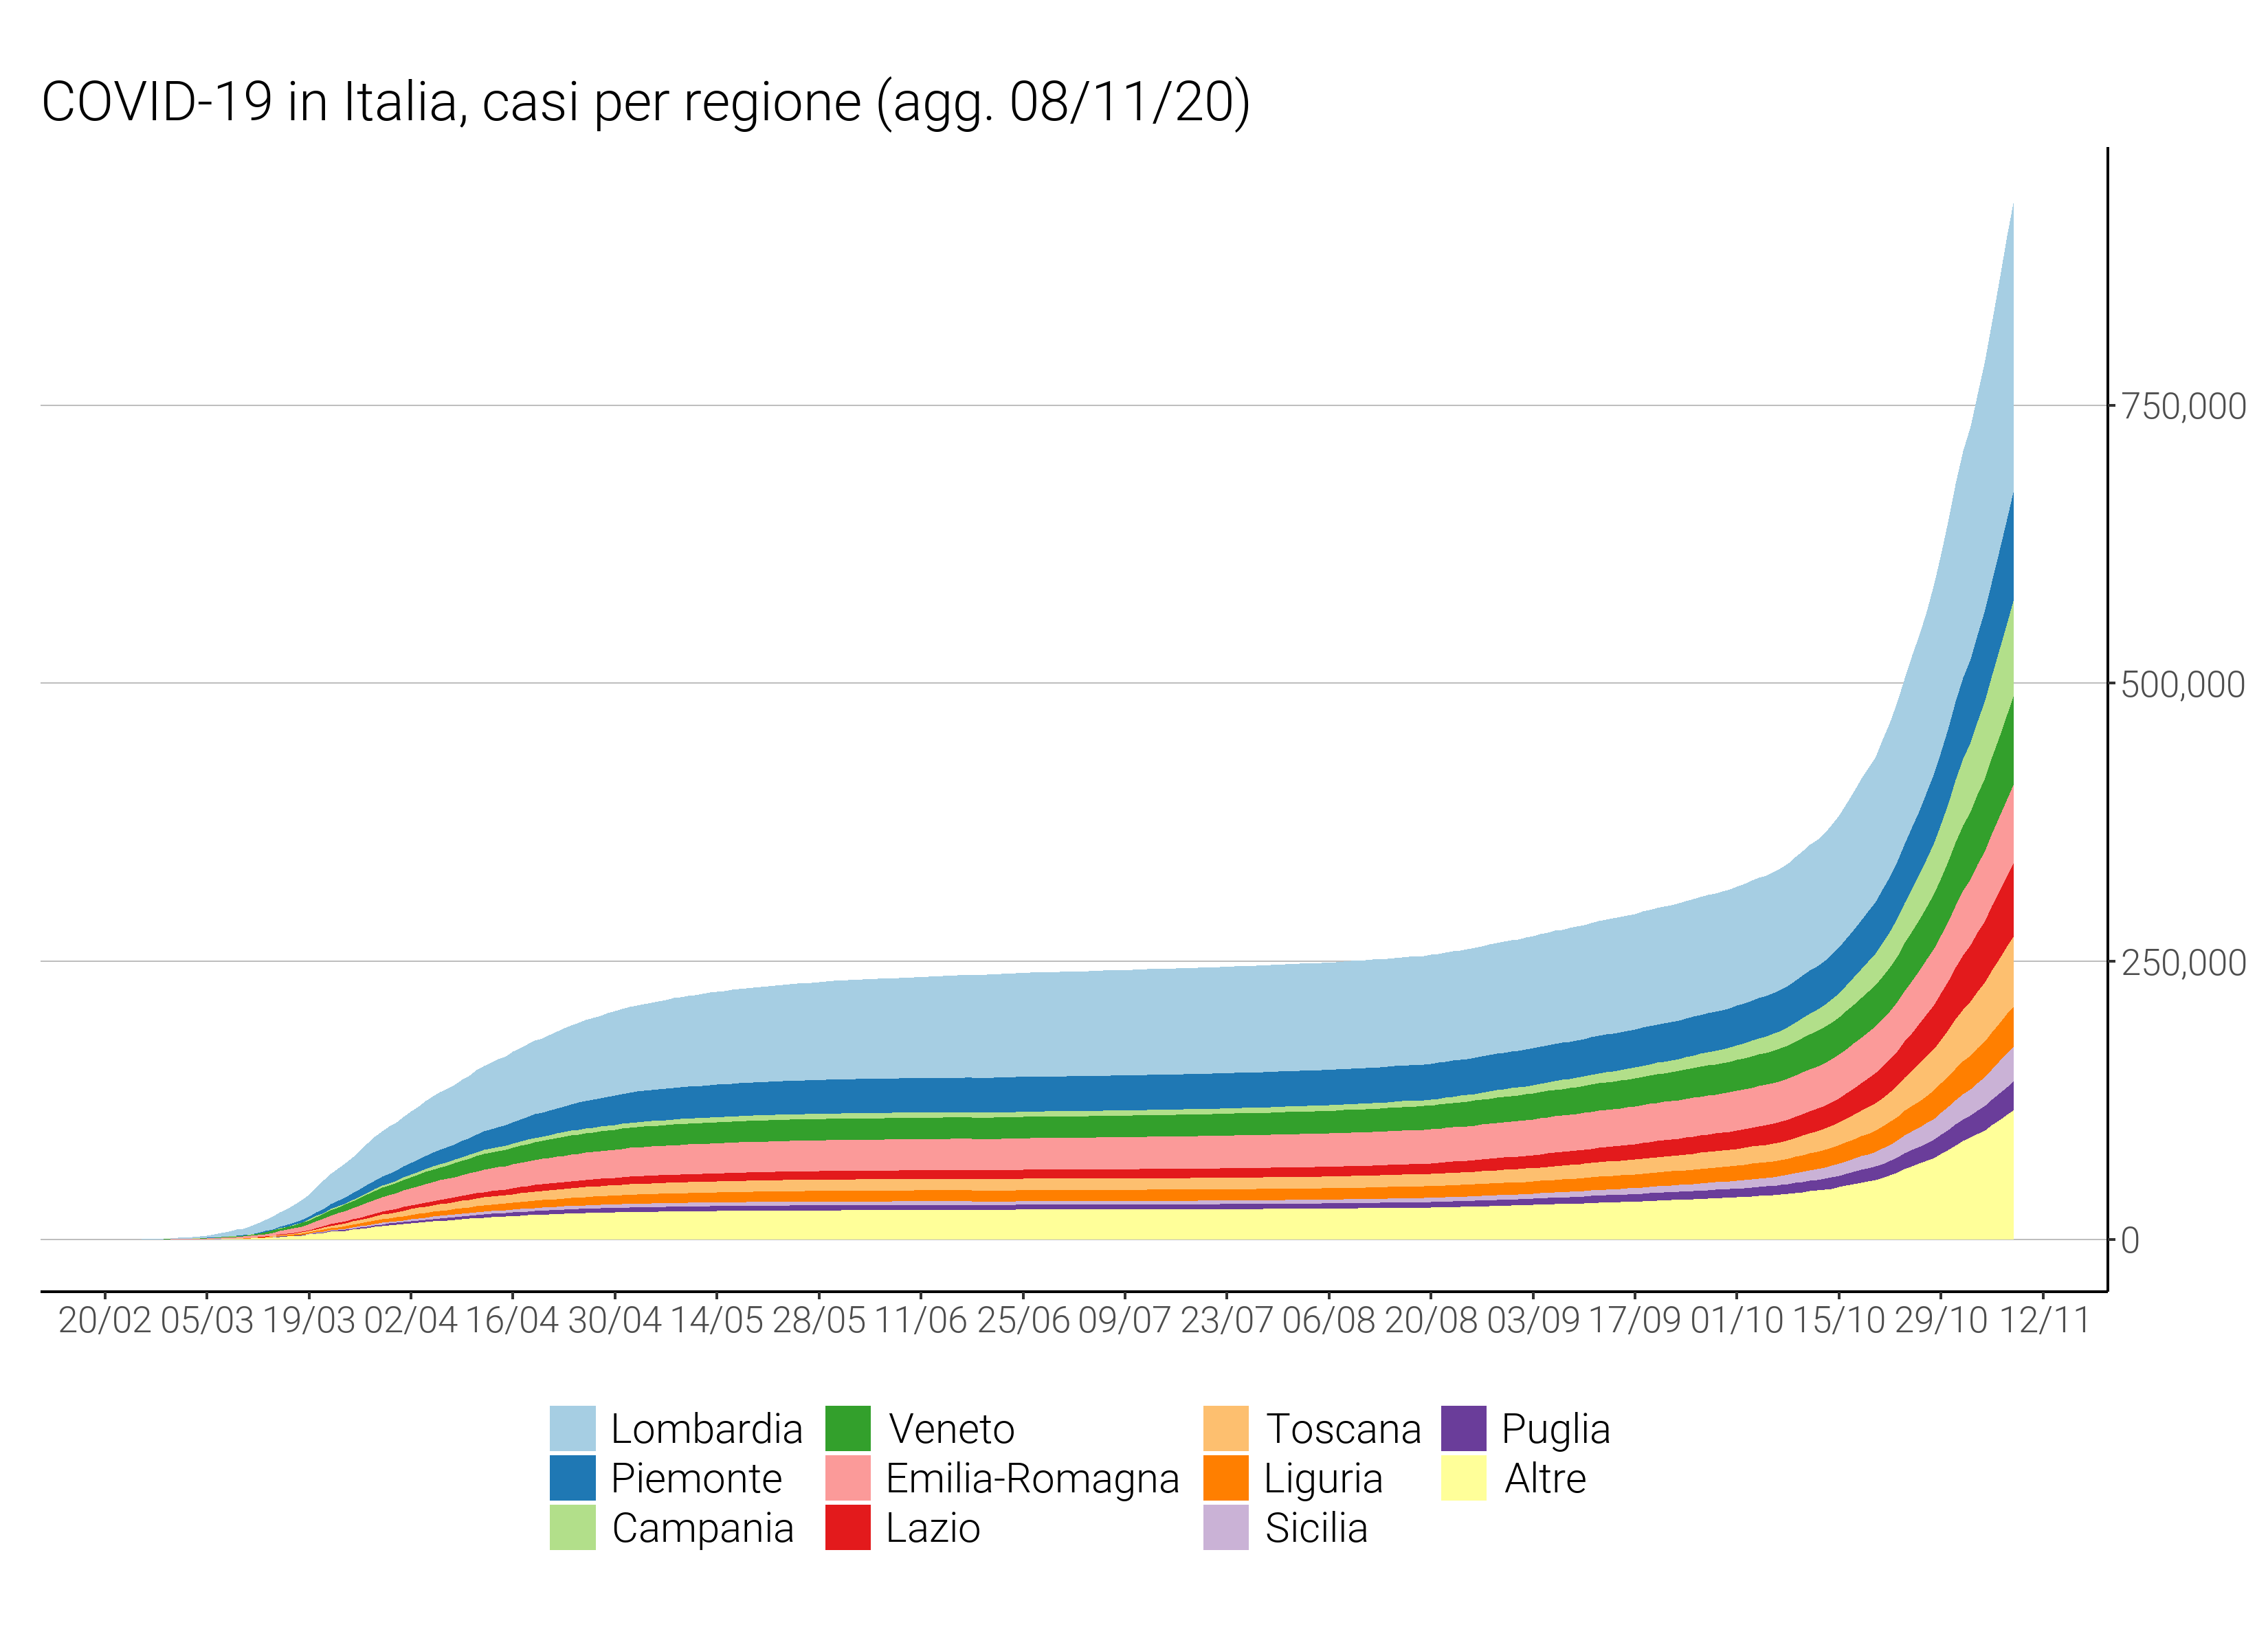 COVID-19 in Italia, casi per regione (agg. 08/11/20)
750,000
500,000
250,000
0
20/02 05/03 19/03 02/04 16/04 30/04 14/05 28/05 11/06 25/06 09/07 23/07 06/08 20/08 03/09 17/09 01/10 15/10 29/10 12/11
Lombardia Veneto Toscana Puglia
Piemonte Emilia-Romagna Liguria Altre
Campania Lazio Sicilia